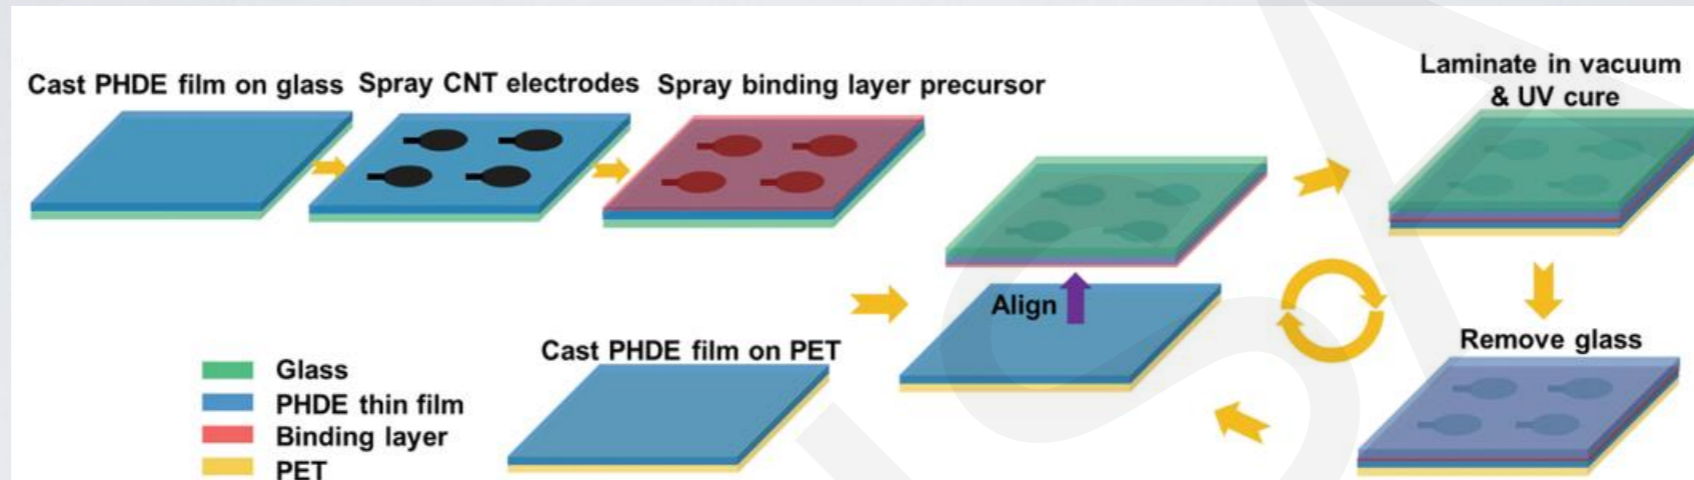 Cast PHDE film on glass
Spray CNT electrodes
Spray binding layer precursor
Laminate in vacuum
& UV cure
Align
Remove glass
Cast PHDE film on PET
Glass
PHDE thin film
Binding layer
PET